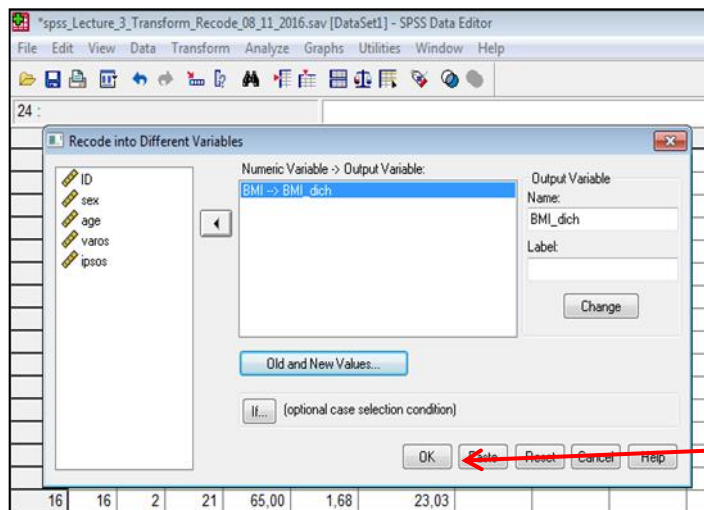 *spss_Lecture_3_Transform_Recode_08_11_2016.sav [DataSet1] - SPSS Data Editor
File Edit View Data Transform Analyze Graphs Utilities Window Help
24 :
Recode into Different Variables
Numeric Variable -> Output Variable:
BMI --> BMI_dich
ID
sex
age
varos
ipsos
Output Variable
Name:
BMI_dich
Label:
Change
Old and New Values...
If... (optional case selection condition)
OK Paste Reset Cancel Help
16 16 2 21 65,00 1,68 23,03